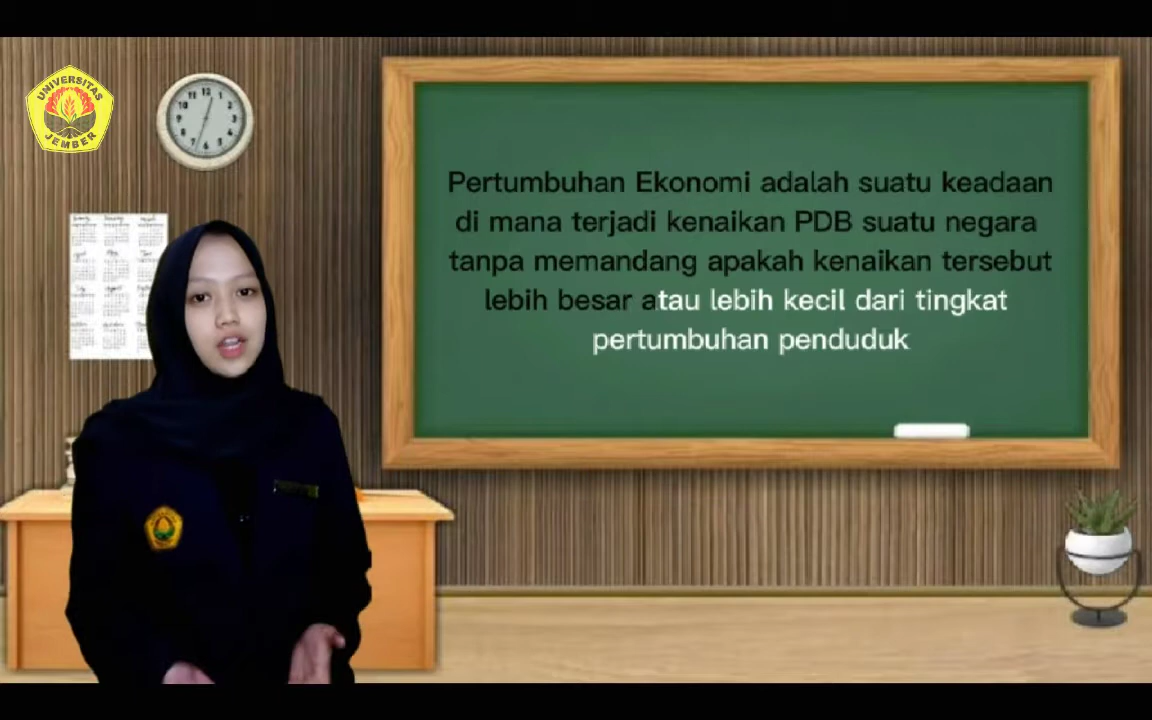 UNIVERSITAS
JEMBER
12
Pertumbuhan Ekonomi adalah suatu keadaan
di mana terjadi kenaikan PDB suatu negara
tanpa memandang apakah kenaikan tersebut
lebih besar atau lebih kecil dari tingkat
pertumbuhan penduduk